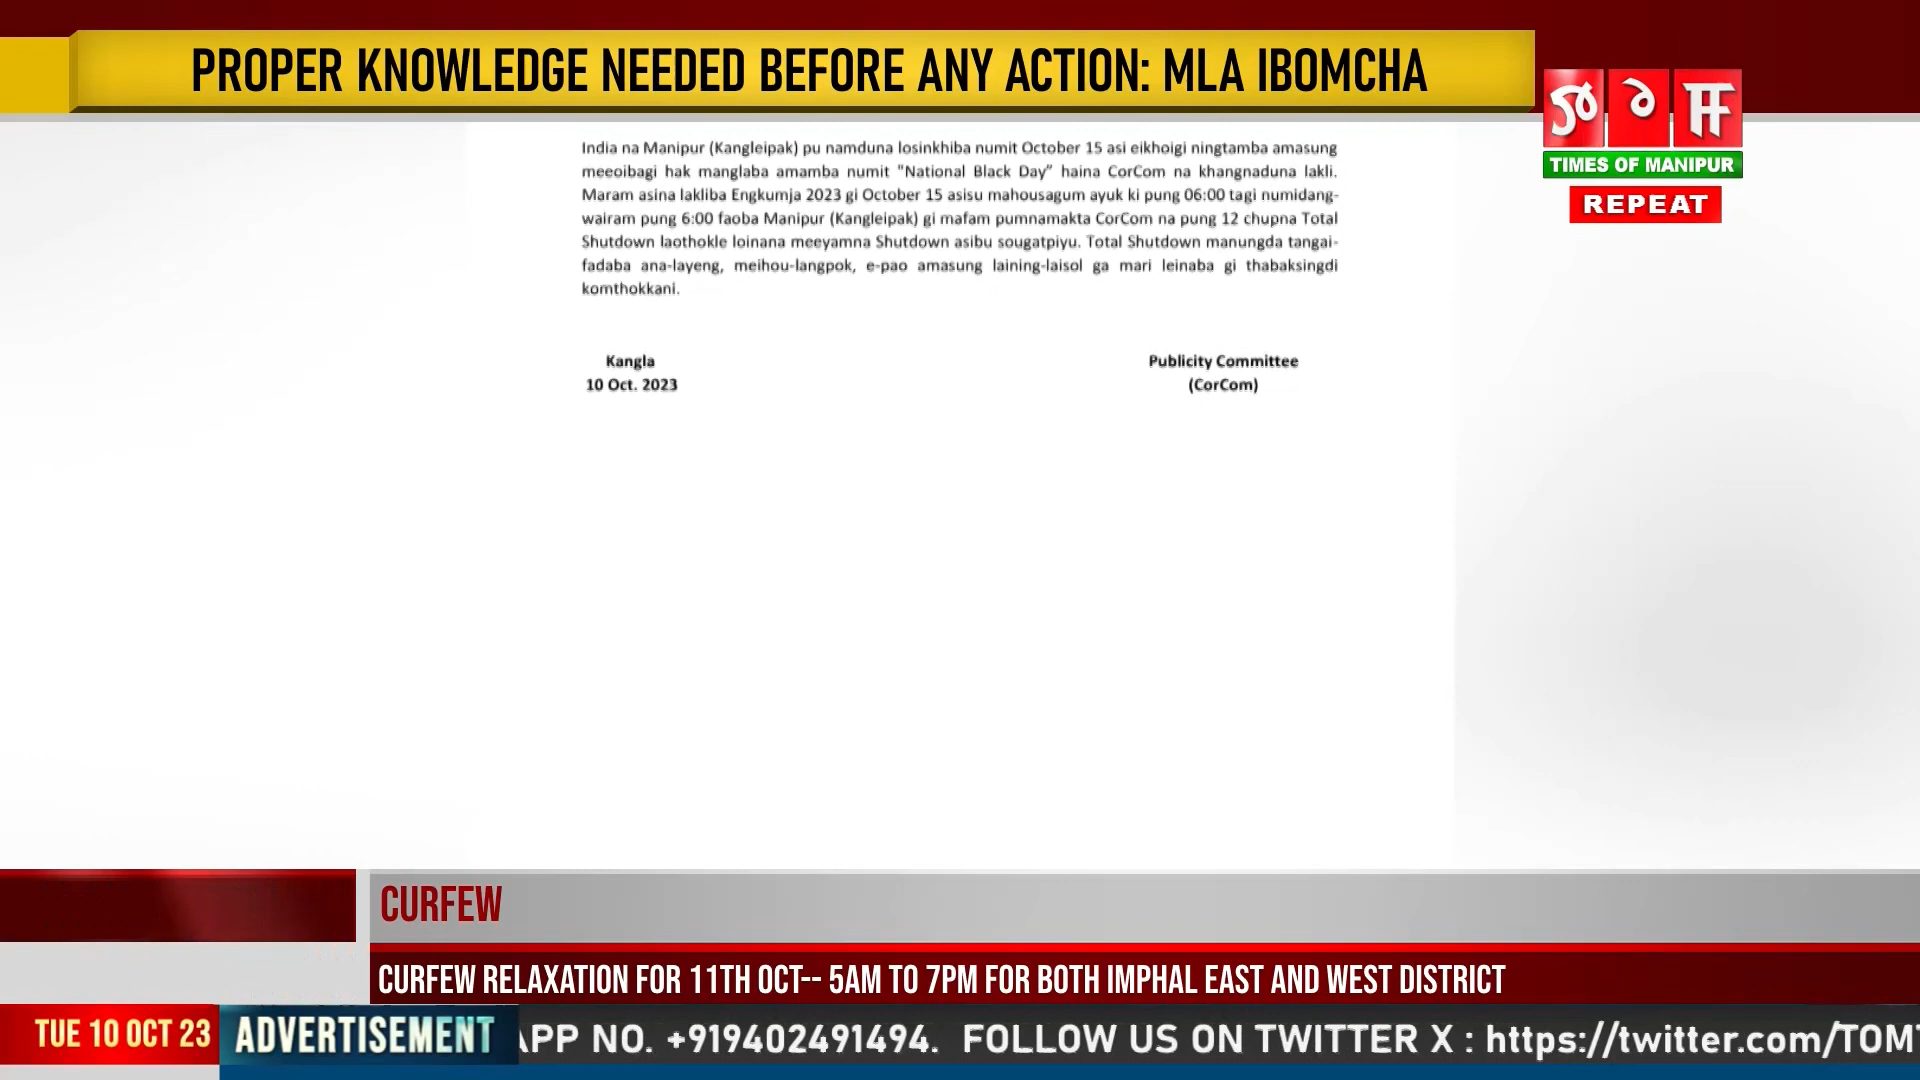 PROPER KNOWLEDGE NEEDED BEFORE ANY ACTION: MLA IBOMCHA
TIMES OF MANIPUR
REPEAT
India na Manipur (Kangleipak) pu namduna losinkhiba numit October 15 asi eikhoigi ningtamba amasung
meeoibagi hak manglaba amamba numit "National Black Day" haina CorCom na khangnaduna lakli.
Maram asina lakliba Engkumja 2023 gi October 15 asisu mahousagum ayuk ki pung 06:00 tagi numidang-
wairam pung 6:00 faoba Manipur (Kangleipak) gi mafam pumnamakta CorCom na pung 12 chupna Total
Shutdown laothokle loinana meeyamna Shutdown asibu sougatpiyu. Total Shutdown manungda tangai-
fadaba ana-layeng, meihou-langpok, e-pao amasung laining-laisol ga mari leinaba gi thabaksingdi
komthokkani.
Kangla
10 Oct. 2023
Publicity Committee
(CorCom)
CURFEW
CURFEW RELAXATION FOR 11TH OCT-- 5AM TO 7PM FOR BOTH IMPHAL EAST AND WEST DISTRICT
TUE 10 OCT 23
ADVERTISEMENT
APP NO. +919402491494. FOLLOW US ON TWITTER X : https://twitter.com/TOM